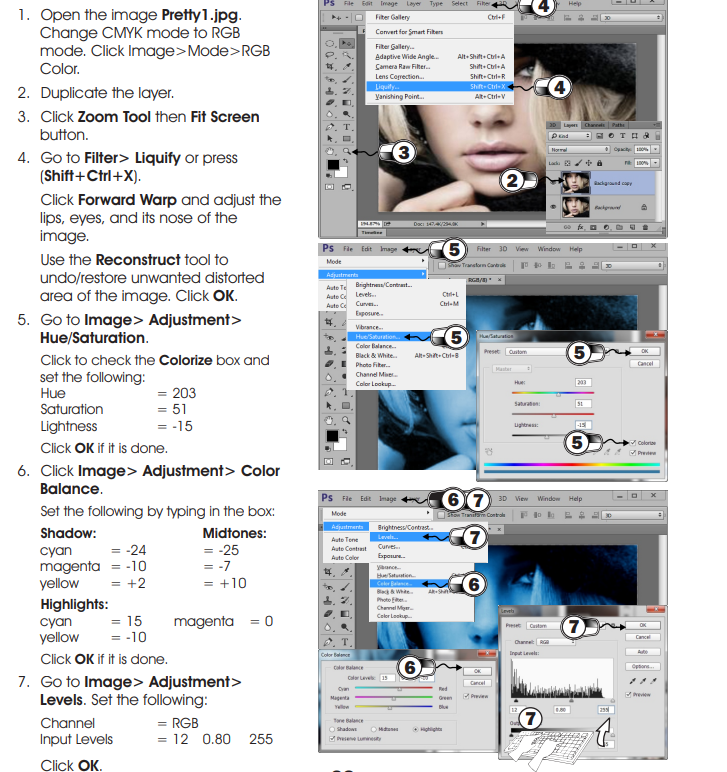 1. Open the image Pretty1.jpg.
Change CMYK mode to RGB
mode. Click Image>Mode>RGB
Color.
2. Duplicate the layer.
3. Click Zoom Tool then Fit Screen
button.
4. Go to Filter> Liquify or press
(Shift+Ctrl+X).
Click Forward Warp and adjust the
lips, eyes, and its nose of the
image.
Use the Reconstruct tool to
undo/restore unwanted distorted
area of the image. Click OK.
5. Go to Image> Adjustment>
Hue/Saturation.
Click to check the Colorize box and
set the following:
Hue = 203
Saturation = 51
Lightness = -15
Click OK if it is done.
6. Click Image> Adjustment> Color
Balance.
Set the following by typing in the box:
Shadow: Midtones:
cyan = -24 = -25
magenta = -10 = -7
yellow = +2 = +10
Highlights:
cyan = 15 magenta = 0
yellow = -10
Click OK if it is done.
7. Go to Image> Adjustment>
Levels. Set the following:
Channel = RGB
Input Levels = 12 0.80 255
Click OK.
PS File Edit Image Layer Type Select Filter 4 Help
Filter Gallery Ctrl+F
Convert for Smart Filters
Filter Gallery...
Adaptive Wide Angle... Alt+Shift+Ctrl+A
Camera Raw Filter... Shift+Ctrl+A
Lens Correction... Shift+Ctrl+R
Liquify... Shift+Ctrl+X 4
Vanishing Point... Alt+Ctrl+V
3D
3D Layers Channels Paths
Kind
Normal Opacity: 100%
Lock: Fill: 100%
3
2
Background copy
Background
194.87% Doc: 147.4K/294.8K
Timeline
PS File Edit Image 5 Filter 3D View Window Help
Mode
Show Transform Controls 3D
Adjustments
Auto
Auto
Auto
RGB/8) *
Brightness/Contrast...
Levels... Ctrl+L
Curves... Ctrl+M
Exposure...
Vibrance...
Hue/Saturation... 5
Color Balance...
Black & White... Alt+Shift+Ctrl+B
Photo Filter...
Channel Mixer...
Color Lookup...
Hue/Saturation
Preset: Custom 5 OK
Cancel
Master
Hue: 203
Saturation: 51
Lightness: -15
5 Colorize
Preview
PS File Edit Image 6 7 3D View Window Help
Mode
Show Transform Controls 3D
Adjustments
Auto Tone
Auto Contrast
Auto Color
Brightness/Contrast...
Levels... 7
Curves...
Exposure...
Vibrance...
Hue/Saturation...
Color Balance... 6
Black & White... Alt+Shift
Photo Filter...
Channel Mixer...
Color Lookup...
Levels
Preset: Custom 7 OK
Cancel
Channel: RGB
Auto
Input Levels:
Options...
Preview
12 0.80 255
7
Color Balance
Color Balance 6 OK
Color Levels: 15
Cancel
Cyan Red
Preview
Magenta Green
Yellow Blue
Tone Balance
Shadows Midtones Highlights
Preserve Luminosity